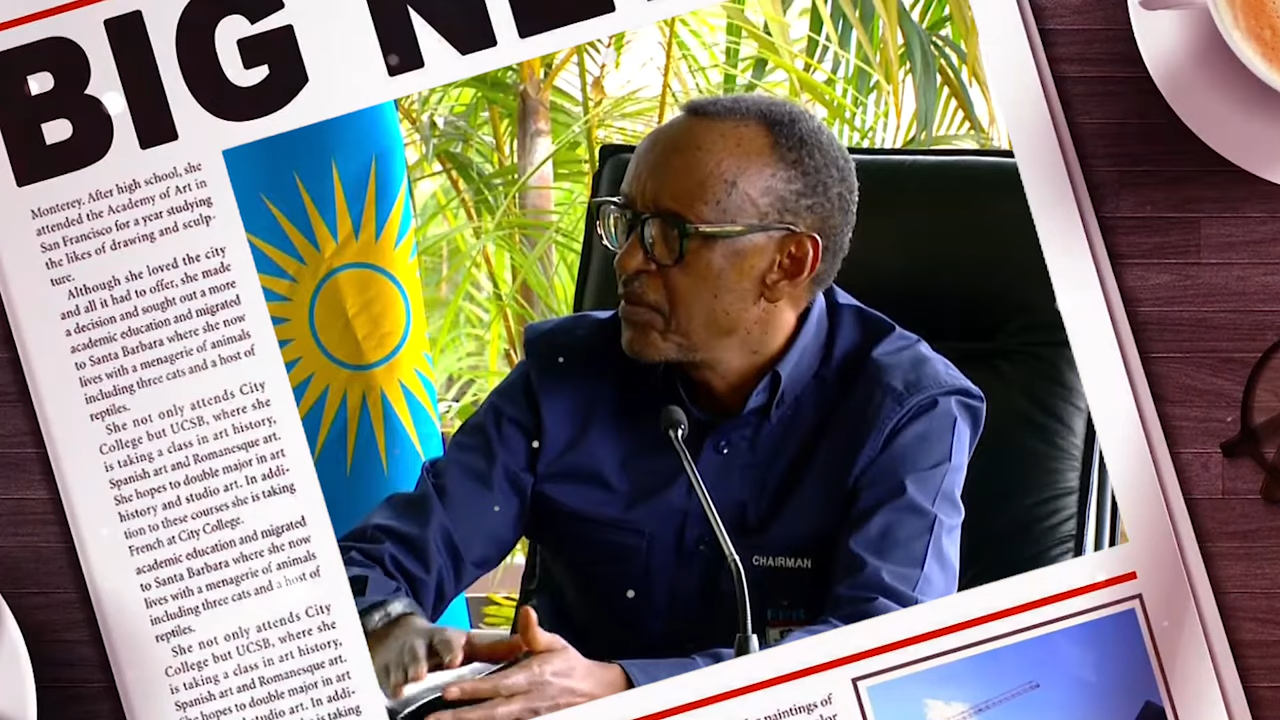 BIG
Monterey. After high school, she
attended the Academy of Art in
San Francisco for a year studying
the likes of drawing and sculp-
ture.
Although she loved the city
and all it had to offer, she made
a decision and sought out a more
academic education and migrated
to Santa Barbara where she now
lives with a menagerie of animals
including three cats and a host of
reptiles.
She not only attends City
College but UCSB, where she
is taking a class in art history,
Spanish art and Romanesque art.
She hopes to double major in art
history and studio art. In addi-
tion to these courses she is taking
French at City College.
academic education and migrated
to Santa Barbara where she now
lives with a menagerie of animals
including three cats and a host of
reptiles.
She not only attends City
College but UCSB, where she
is taking a class in art history,
Spanish art and Romanesque art.
She hopes to double major in art
studio art. In addi-
she is taking
CHAIRMAN
paintings of